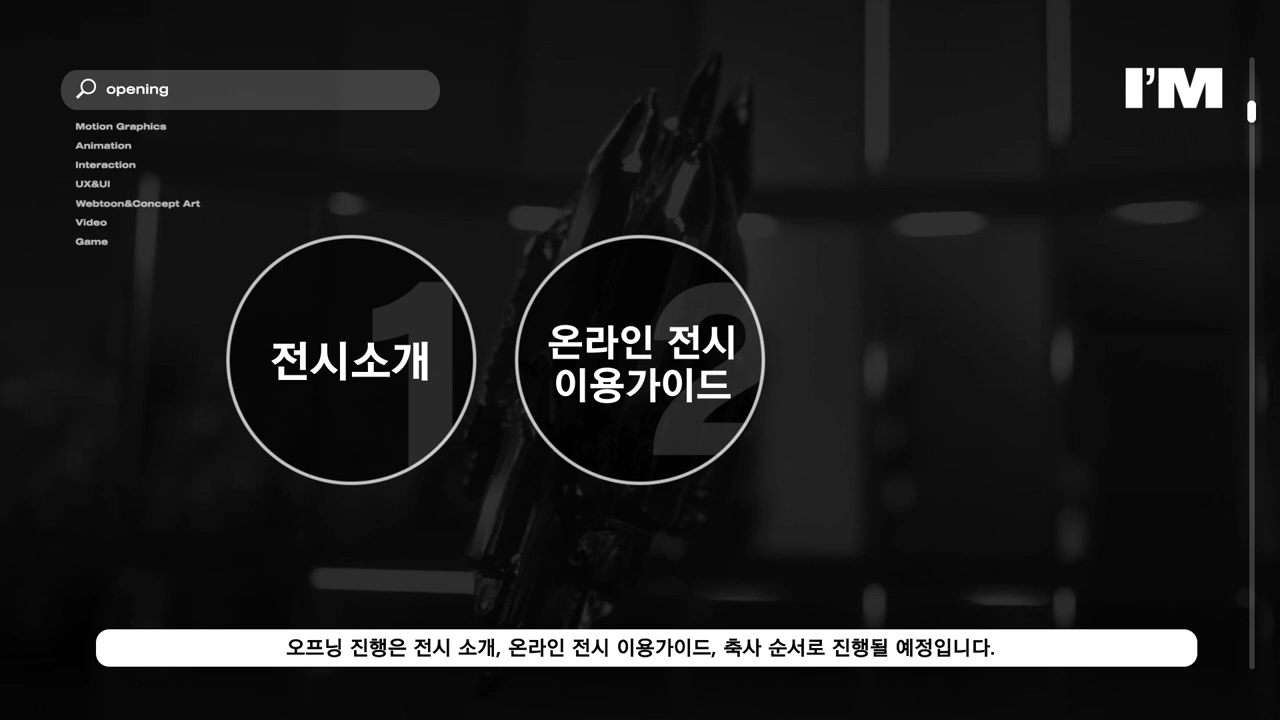 opening
I'M
Motion Graphics
Animation
Interaction
UX&UI
Webtoon&Concept Art
Video
Game
1
전시소개
2
온라인 전시
이용가이드
오프닝 진행은 전시 소개, 온라인 전시 이용가이드, 축사 순서로 진행될 예정입니다.